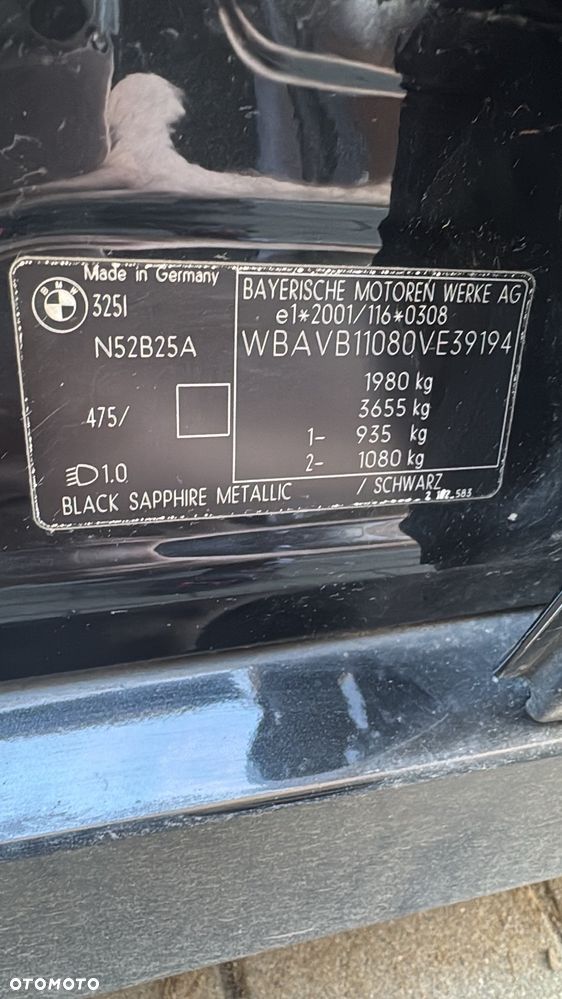 Made in Germany
BMW
325I
N52B25A
475/
1.0
BAYERISCHE MOTOREN WERKE AG
e1*2001/116*0308
WBAVB11080VE39194
1980 kg
3655 kg
1- 935 kg
2- 1080 kg
BLACK SAPPHIRE METALLIC / SCHWARZ
OTOMOTO